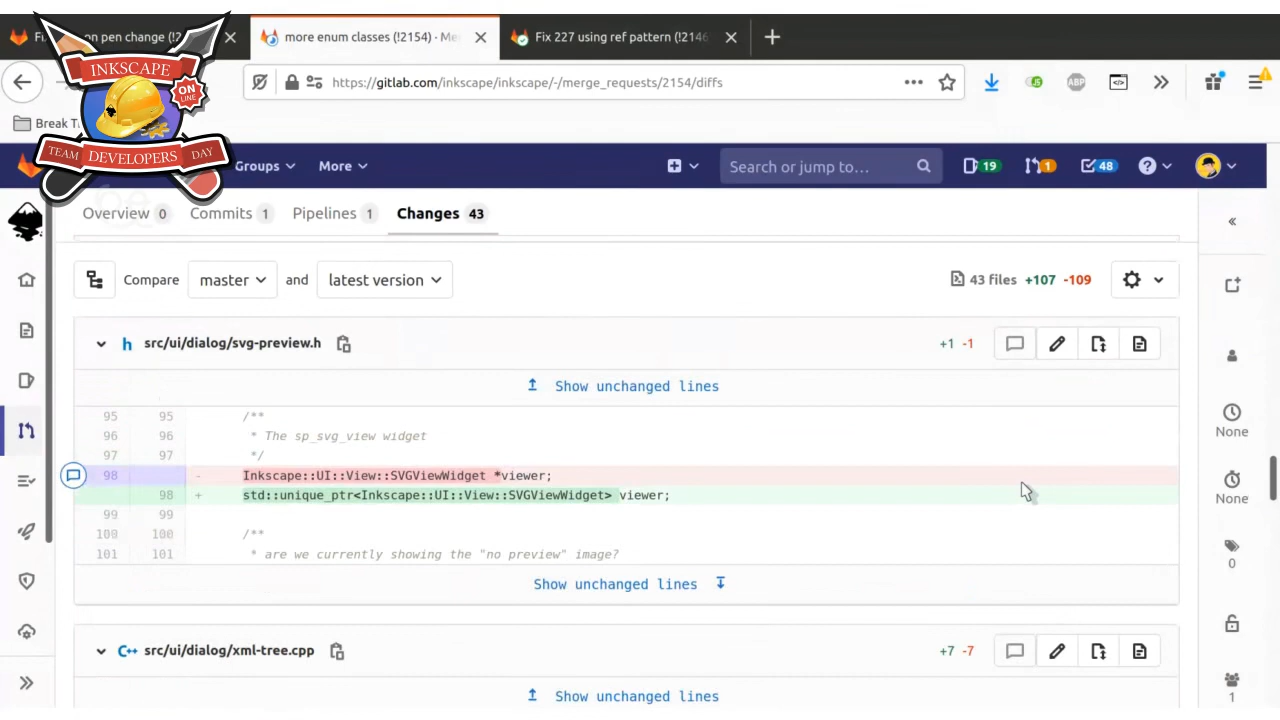 Fi on pen change (!2
more enum classes (!2154) · Me
Fix 227 using ref pattern (!2146
INKSCAPE
ON LINE
TEAM DEVELOPERS DAY
https://gitlab.com/inkscape/inkscape/-/merge_requests/2154/diffs
JS
ABP
Break Ti
Groups
More
Search or jump to...
19
1
48
Overview 0
Commits 1
Pipelines 1
Changes 43
Compare master and latest version
43 files +107 -109
h src/ui/dialog/svg-preview.h
+1 -1
Show unchanged lines
95 95 /**
96 96 * The sp_svg_view widget
97 97 */
98 - Inkscape::UI::View::SVGViewWidget *viewer;
98 + std::unique_ptr<Inkscape::UI::View::SVGViewWidget> viewer;
99 99
100 100 /**
101 101 * are we currently showing the "no preview" image?
Show unchanged lines
C++ src/ui/dialog/xml-tree.cpp
+7 -7
Show unchanged lines
None
None
0
1